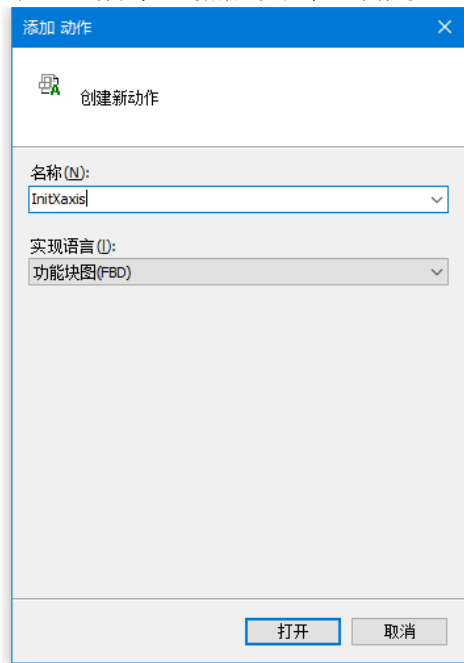 添加 动作
创建新动作
名称(N):
InitXaxis
实现语言(I):
功能块图(FBD)
打开
取消